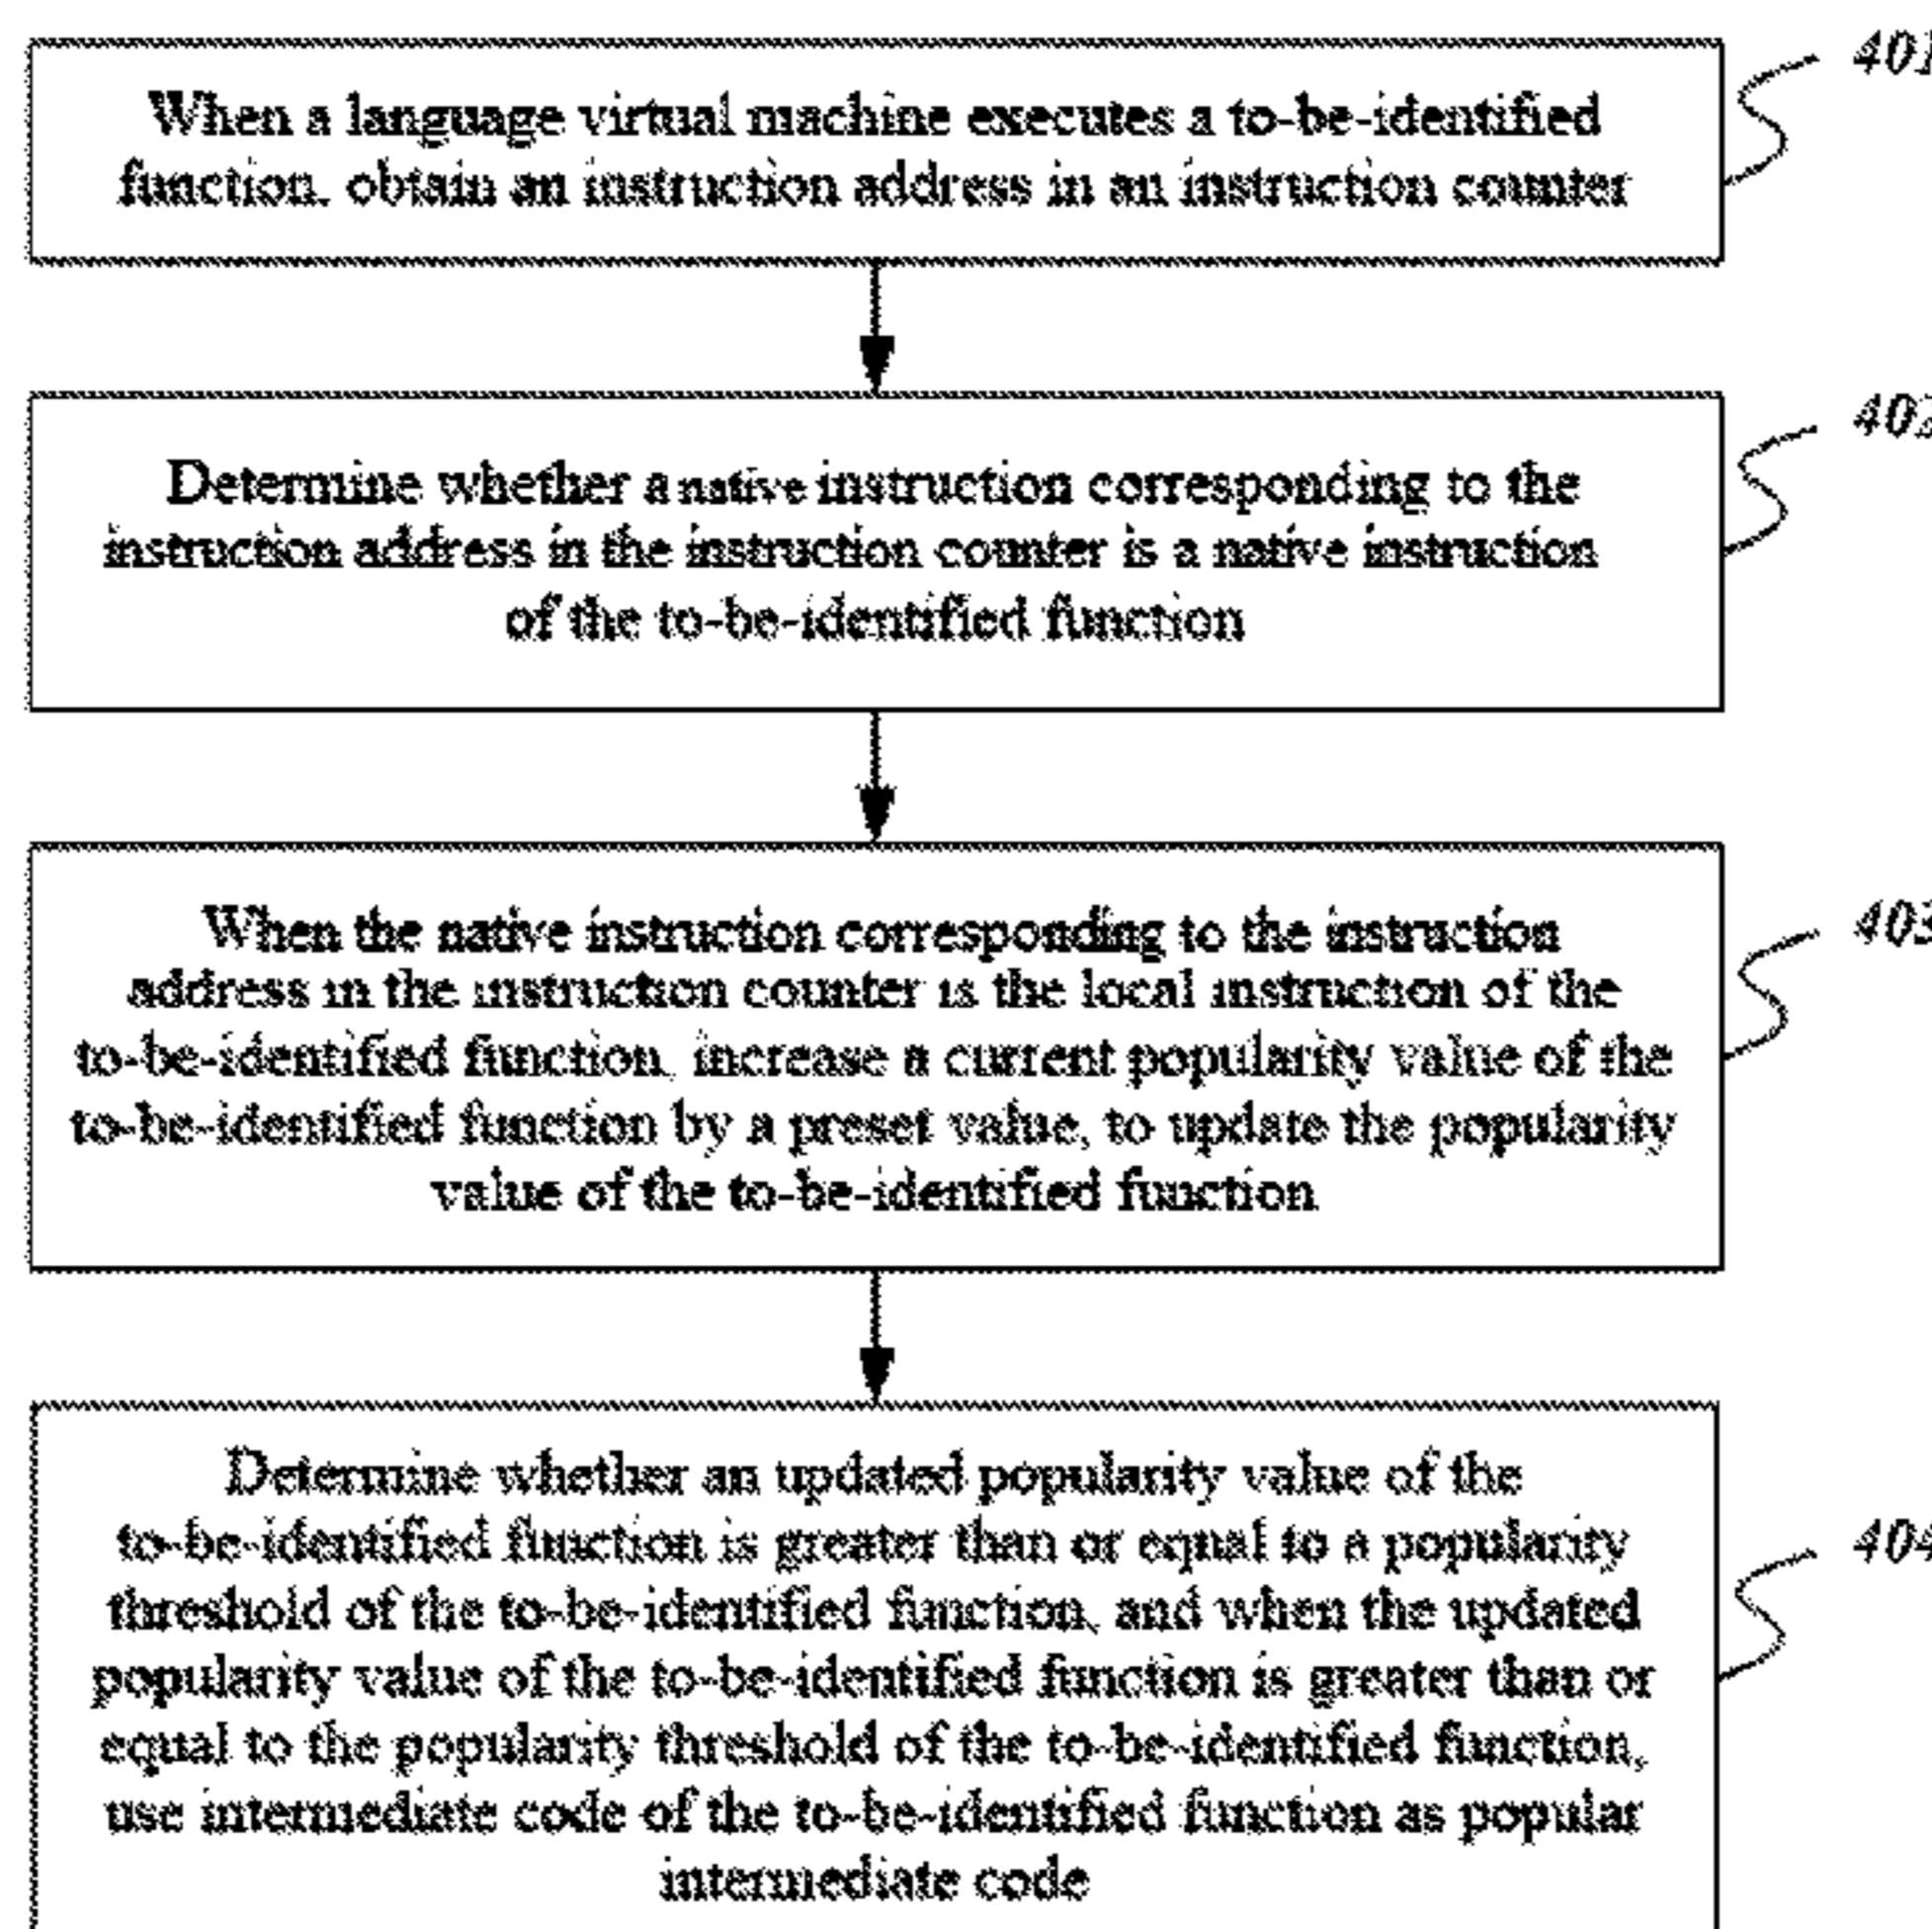 When a language virtual machine executes a to-be-identified
function, obtain an instruction address in an instruction counter
401
Determine whether a native instruction corresponding to the
instruction address in the instruction counter is a native instruction
of the to-be-identified function
402
When the native instruction corresponding to the instruction
address in the instruction counter is the local instruction of the
to-be-identified function, increase a current popularity value of the
to-be-identified function by a preset value, to update the popularity
value of the to-be-identified function
403
Determine whether an updated popularity value of the
to-be-identified function is greater than or equal to a popularity
threshold of the to-be-identified function, and when the updated
popularity value of the to-be-identified function is greater than or
equal to the popularity threshold of the to-be-identified function,
use intermediate code of the to-be-identified function as popular
intermediate code
404